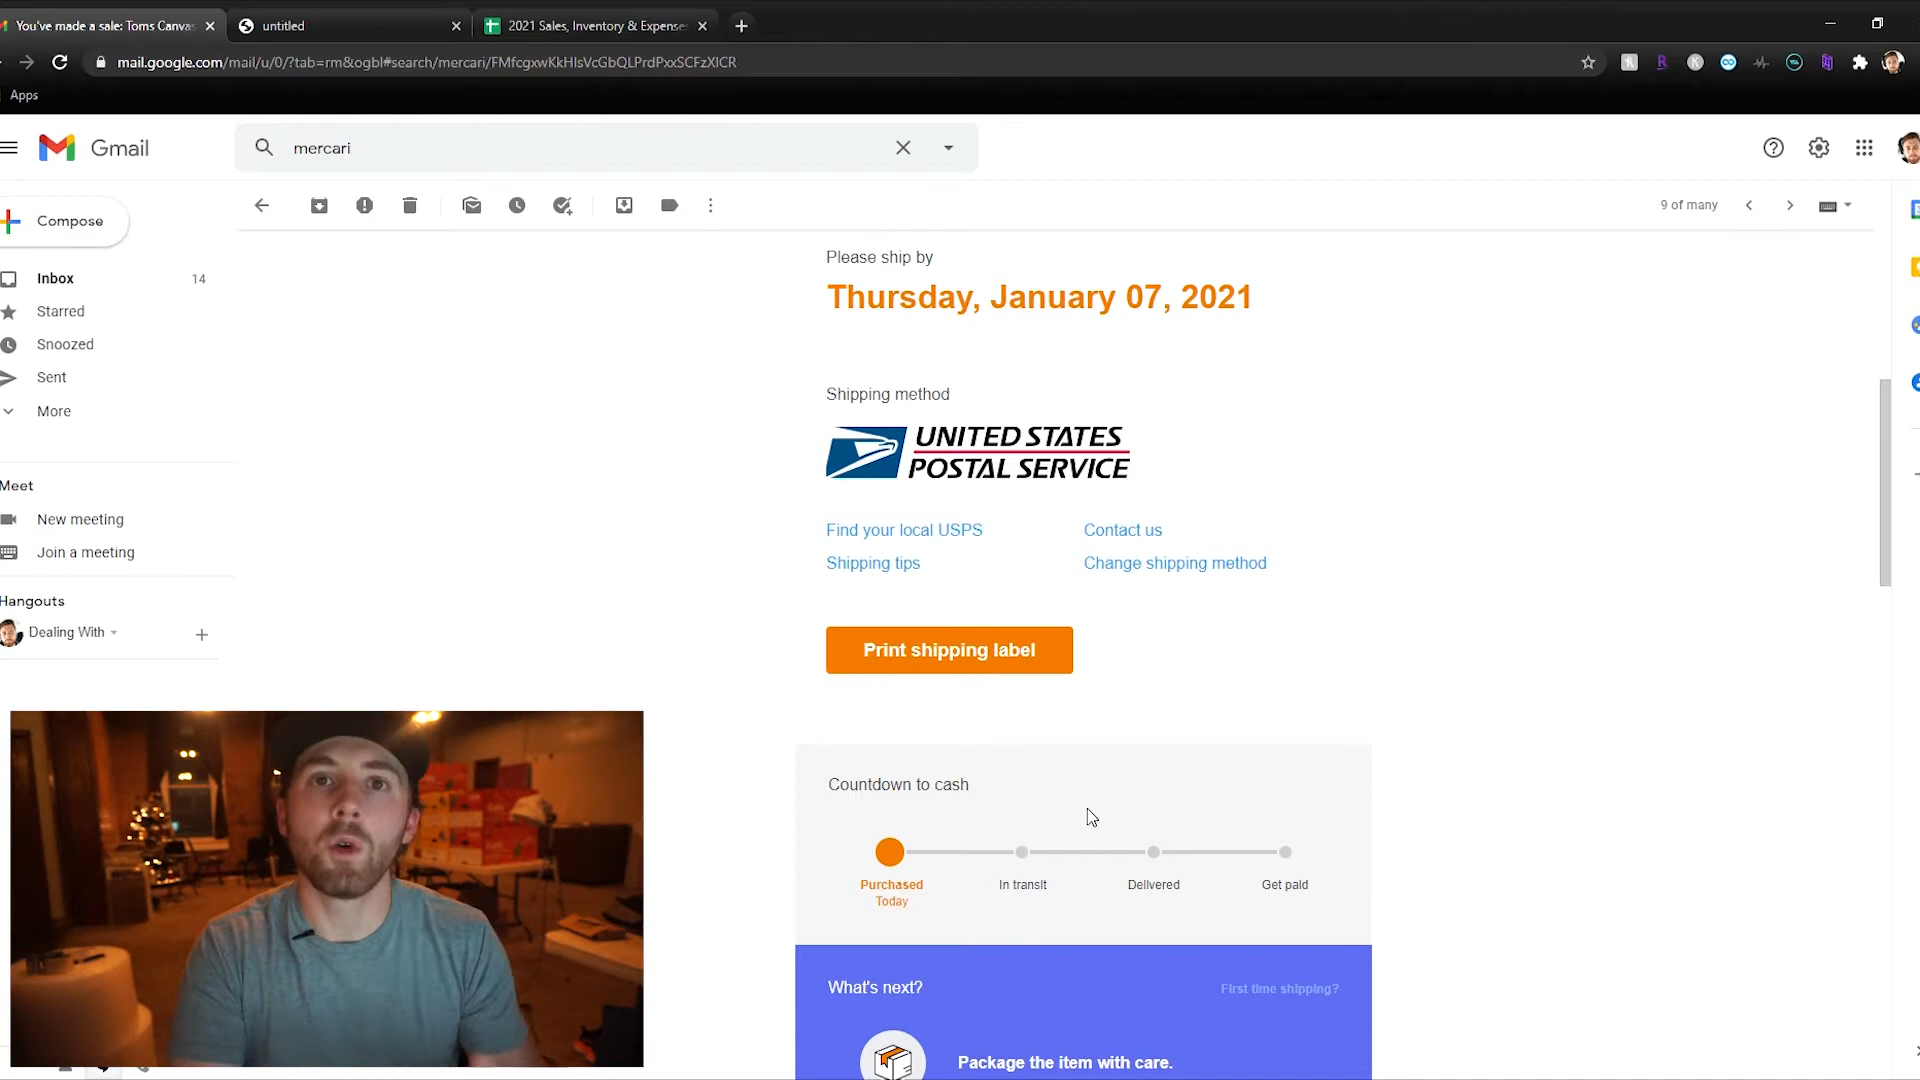 You've made a sale: Toms Canvas
untitled
2021 Sales, Inventory & Expense
mail.google.com/mail/u/0/?tab=rm&ogbl#search/mercari/FMfcgxwKkHlsVcGbQLPrdPxxSCFzXlCR
Apps
Gmail
mercari
Compose
9 of many
Inbox 14
Starred
Snoozed
Sent
More
Meet
New meeting
Join a meeting
Hangouts
Dealing With
Please ship by
Thursday, January 07, 2021
Shipping method
UNITED STATES
POSTAL SERVICE
Find your local USPS
Contact us
Shipping tips
Change shipping method
Print shipping label
Countdown to cash
Purchased
Today
In transit
Delivered
Get paid
What's next?
First time shipping?
Package the item with care.